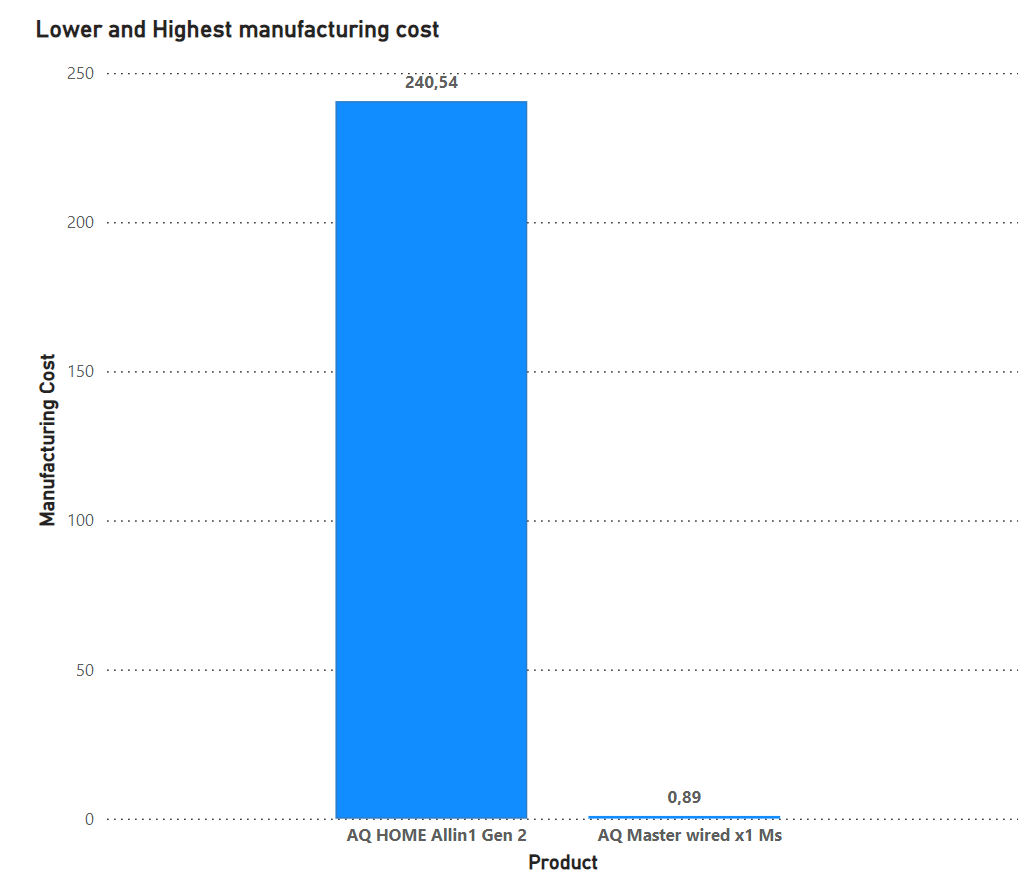 Lower and Highest manufacturing cost
250
240,54
200
150
Manufacturing Cost
100
50
0,89
0
AQ HOME Allin1 Gen 2
AQ Master wired x1 Ms
Product